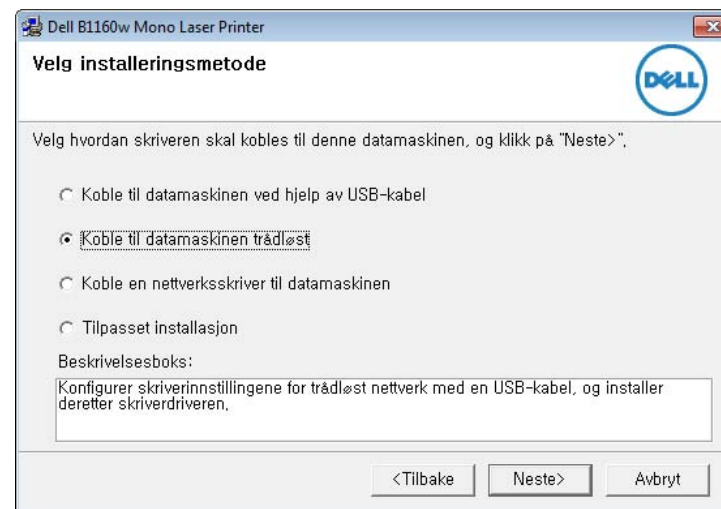 Dell B1160w Mono Laser Printer
Velg installeringsmetode
DELL
Velg hvordan skriveren skal kobles til denne datamaskinen, og klikk på "Neste>",
Koble til datamaskinen ved hjelp av USB-kabel
Koble til datamaskinen trådløst
Koble en nettverksskriver til datamaskinen
Tilpasset installasjon
Beskrivelsesboks:
Konfigurer skriverinnstillingene for trådløst nettverk med en USB-kabel, og installer
deretter skriverdriveren,
<Tilbake
Neste>
Avbryt